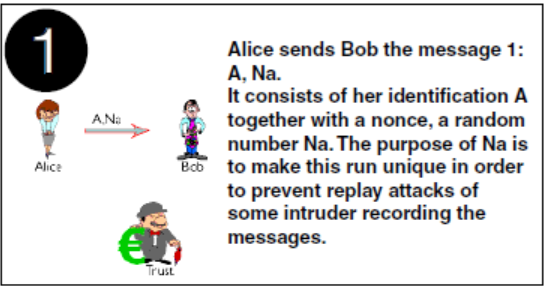 1
Alice sends Bob the message 1:
A, Na.
It consists of her identification A
together with a nonce, a random
number Na. The purpose of Na is
to make this run unique in order
to prevent replay attacks of
some intruder recording the
messages.
A,Na
Alice
Bob
€
Trust